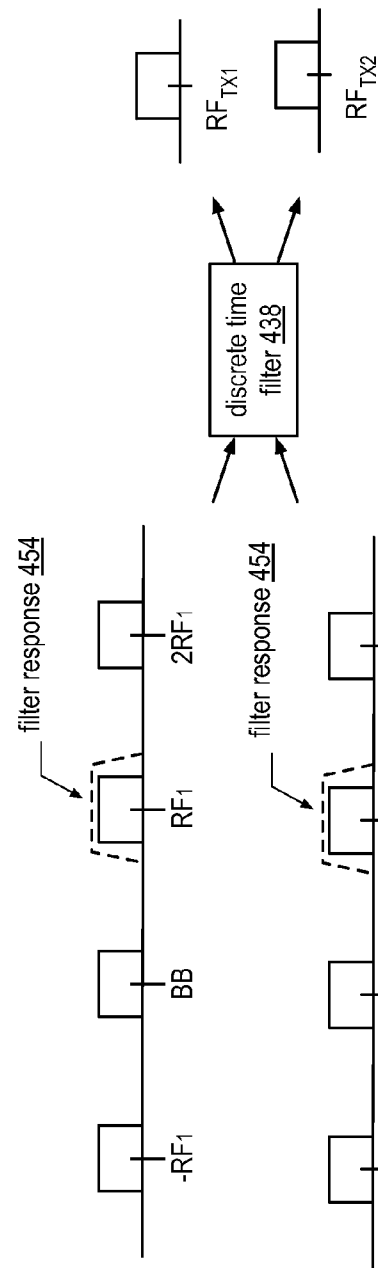 filter response 454
-RF1
BB
RF1
2RF1
filter response 454
discrete time
filter 438
RFTX1
RFTX2